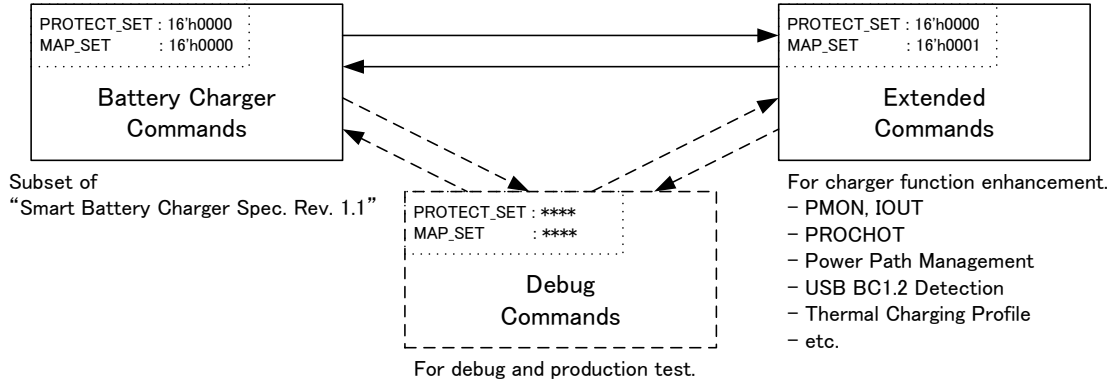 PROTECT_SET : 16'h0000
MAP_SET : 16'h0000
Battery Charger
Commands
Subset of
“Smart Battery Charger Spec. Rev. 1.1”
PROTECT_SET : 16'h0000
MAP_SET : 16'h0001
Extended
Commands
For charger function enhancement.
- PMON, IOUT
- PROCHOT
- Power Path Management
- USB BC1.2 Detection
- Thermal Charging Profile
- etc.
PROTECT_SET : ****
MAP_SET : ****
Debug
Commands
For debug and production test.